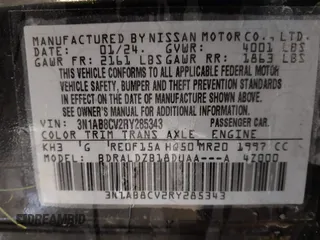 MANUFACTURED BY NISSAN MOTOR CO., LTD.
DATE: 01/24. GVWR: 4001 LBS
GAWR FR 2161 LBS GAWR RR 1863 LBS
THIS VEHICLE CONFORMS TO ALL APPLICABLE FEDERAL MOTOR
VEHICLE SAFETY, BUMPER AND THEFT PREVENTION STANDARDS
IN EFFECT ON THE DATE OF MANUFACTURE SHOWN ABOVE.
SEE OWNER'S MANUAL FOR ADDITIONAL INFORMATION.
VIN: 3N1AB8CV2RY285343 PASSENGER CAR.
COLOR TRIM TRANS AXLE ENGINE
KH3 G RE0F15A HQ50 MR20 1997 CC
MODEL: BDRALDZB18DUAA---A 47000
3N1AB8CV2RY285343
DREAMBID